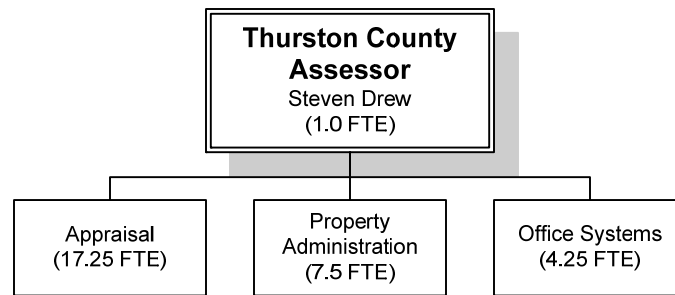 Thurston County
Assessor
Steven Drew
(1.0 FTE)
Appraisal
(17.25 FTE)
Property
Administration
(7.5 FTE)
Office Systems
(4.25 FTE)